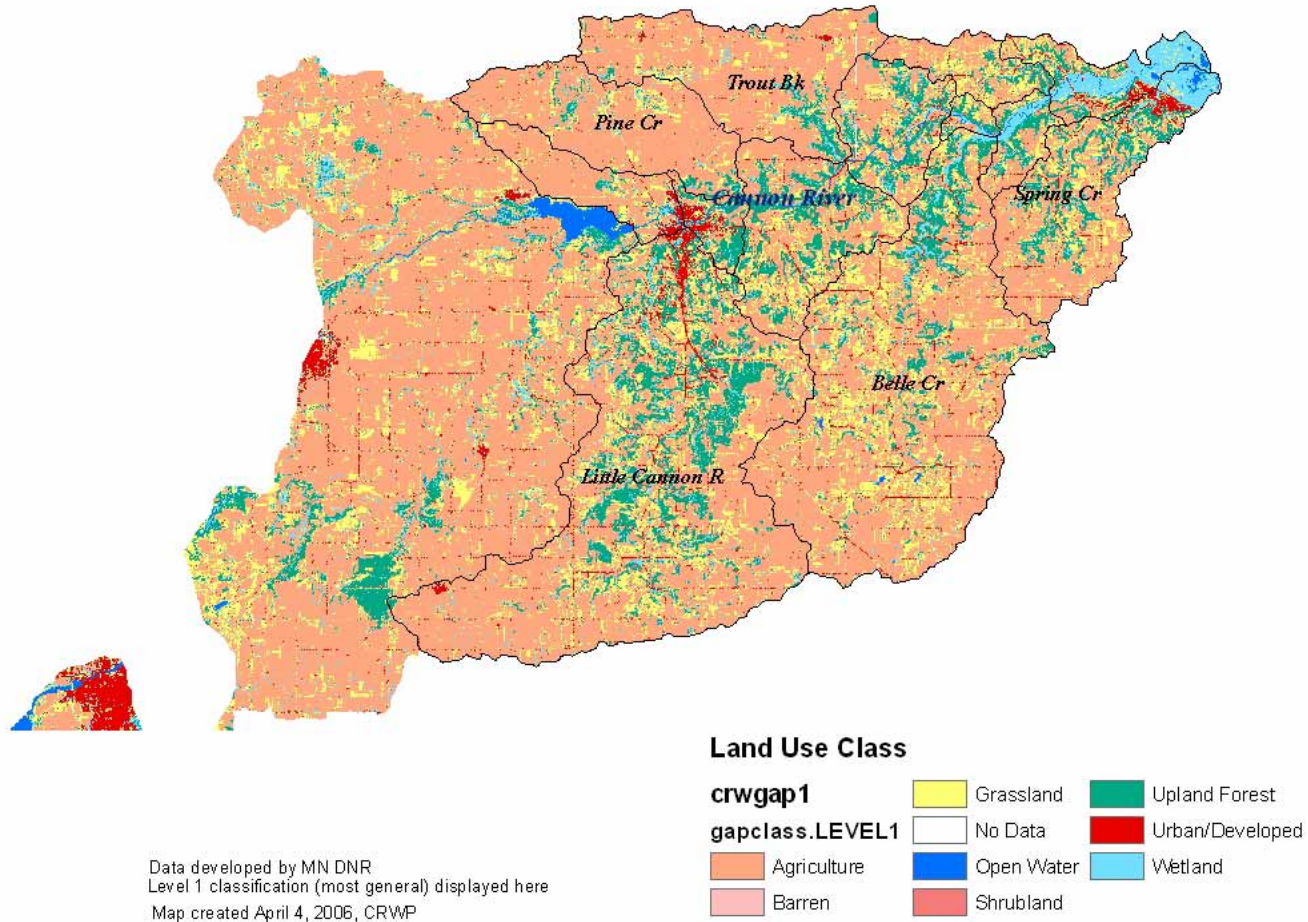 Trout Bk
Pine Cr
Cannon River
Spring Cr
Belle Cr
Little Cannon R
Land Use Class
crwgap1
gapclass.LEVEL1
Agriculture
Barren
Grassland
No Data
Open Water
Shrubland
Upland Forest
Urban/Developed
Wetland
Data developed by MN DNR
Level 1 classification (most general) displayed here
Map created April 4, 2006, CRWP